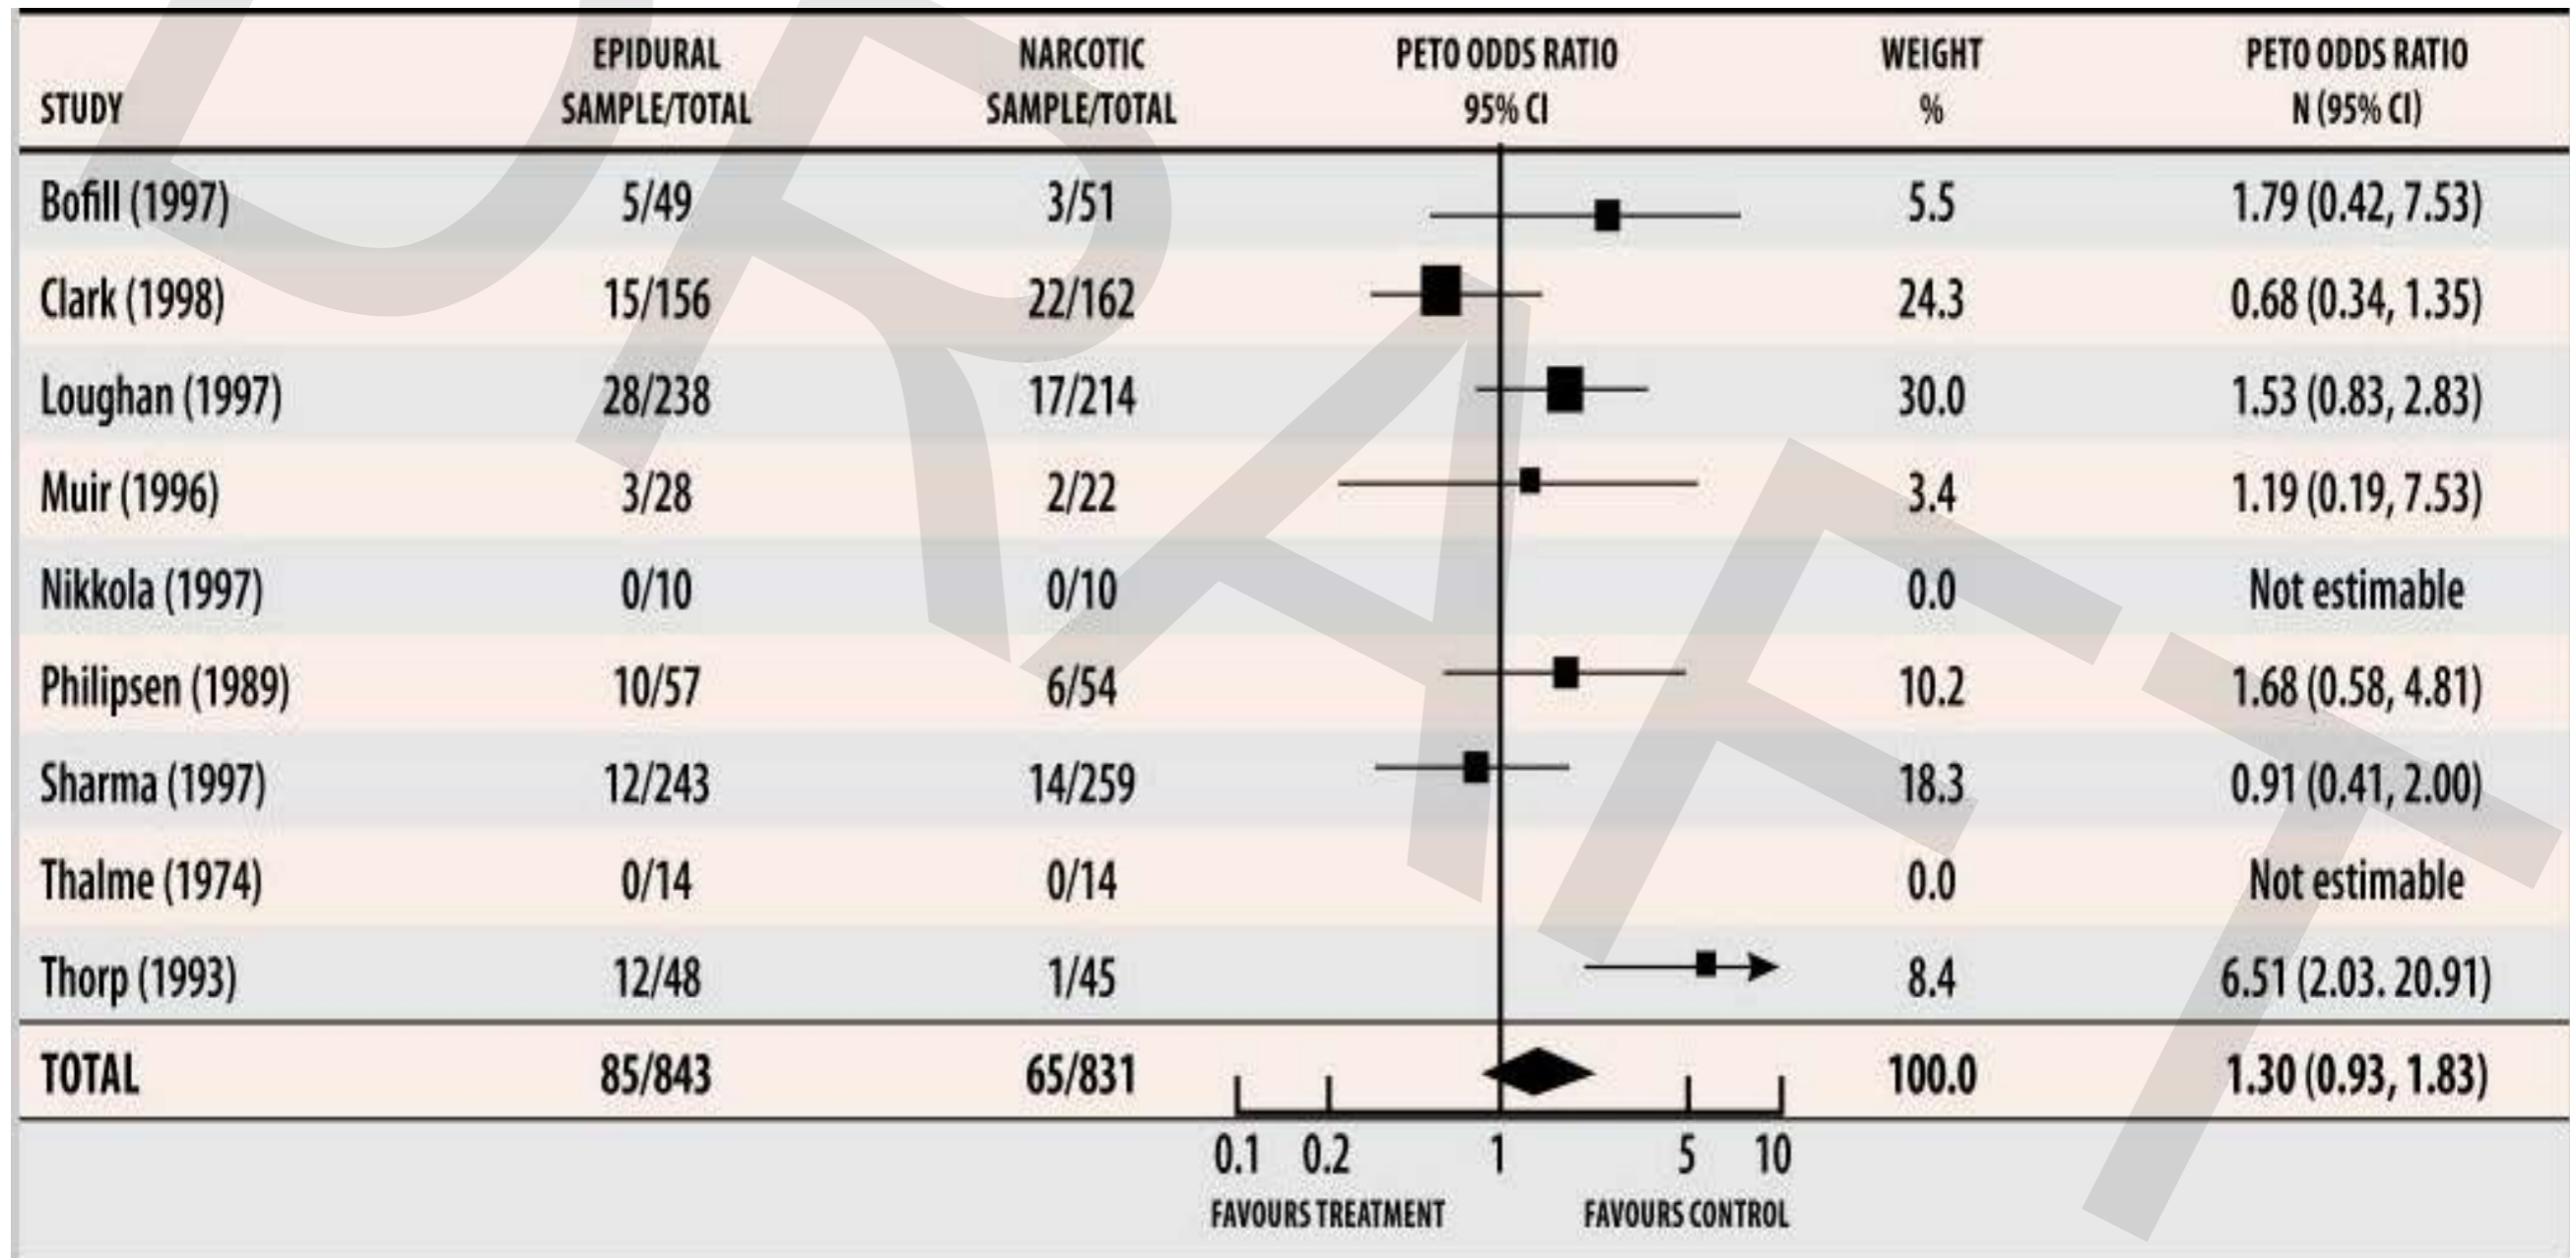 DRAFT
STUDY EPIDURAL SAMPLE/TOTAL NARCOTIC SAMPLE/TOTAL PETO ODDS RATIO 95% CI WEIGHT % PETO ODDS RATIO N (95% CI)
Bofill (1997) 5/49 3/51 5.5 1.79 (0.42, 7.53)
Clark (1998) 15/156 22/162 24.3 0.68 (0.34, 1.35)
Loughan (1997) 28/238 17/214 30.0 1.53 (0.83, 2.83)
Muir (1996) 3/28 2/22 3.4 1.19 (0.19, 7.53)
Nikkola (1997) 0/10 0/10 0.0 Not estimable
Philipsen (1989) 10/57 6/54 10.2 1.68 (0.58, 4.81)
Sharma (1997) 12/243 14/259 18.3 0.91 (0.41, 2.00)
Thalme (1974) 0/14 0/14 0.0 Not estimable
Thorp (1993) 12/48 1/45 8.4 6.51 (2.03. 20.91)
TOTAL 85/843 65/831 100.0 1.30 (0.93, 1.83)
0.1 0.2 1 5 10
FAVOURS TREATMENT FAVOURS CONTROL